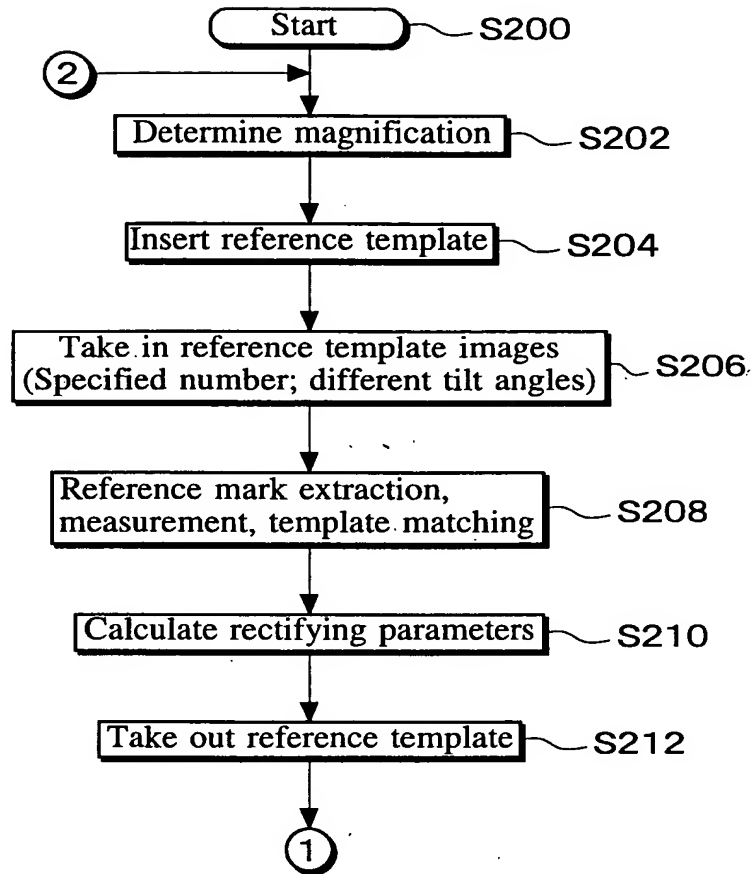 Start
S200
2
Determine magnification
S202
Insert reference template
S204
Take in reference template images
(Specified number; different tilt angles)
S206
Reference mark extraction,
measurement, template matching
S208
Calculate rectifying parameters
S210
Take out reference template
S212
1